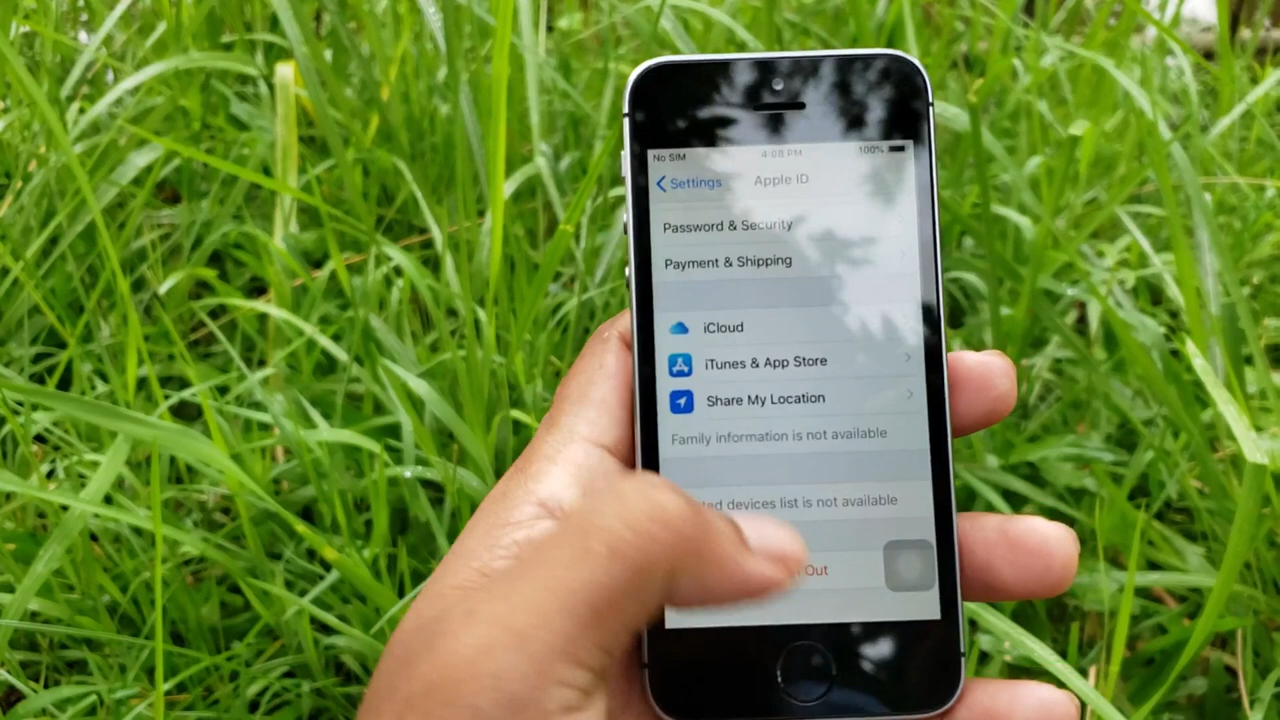 No SIM 4:08 PM 100%
Settings Apple ID
Password & Security
Payment & Shipping
iCloud
iTunes & App Store
Share My Location
Family information is not available
devices list is not available
Out